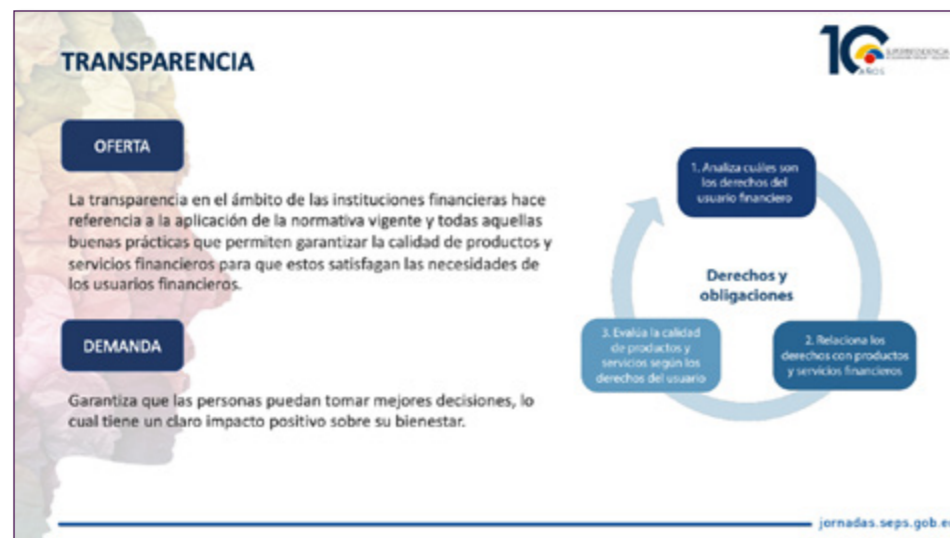 TRANSPARENCIA
10
AÑOS
SUPERINTENDENCIA
OFERTA
La transparencia en el ámbito de las instituciones financieras hace
referencia a la aplicación de la normativa vigente y todas aquellas
buenas prácticas que permiten garantizar la calidad de productos y
servicios financieros para que estos satisfagan las necesidades de
los usuarios financieros.
DEMANDA
Garantiza que las personas puedan tomar mejores decisiones, lo
cual tiene un claro impacto positivo sobre su bienestar.
1. Analiza cuáles son
los derechos del
usuario financiero
Derechos y
obligaciones
2. Relaciona los
derechos con productos
y servicios financieros
3. Evalúa la calidad
de productos y
servicios según los
derechos del usuario
jornadas.seps.gob.ec